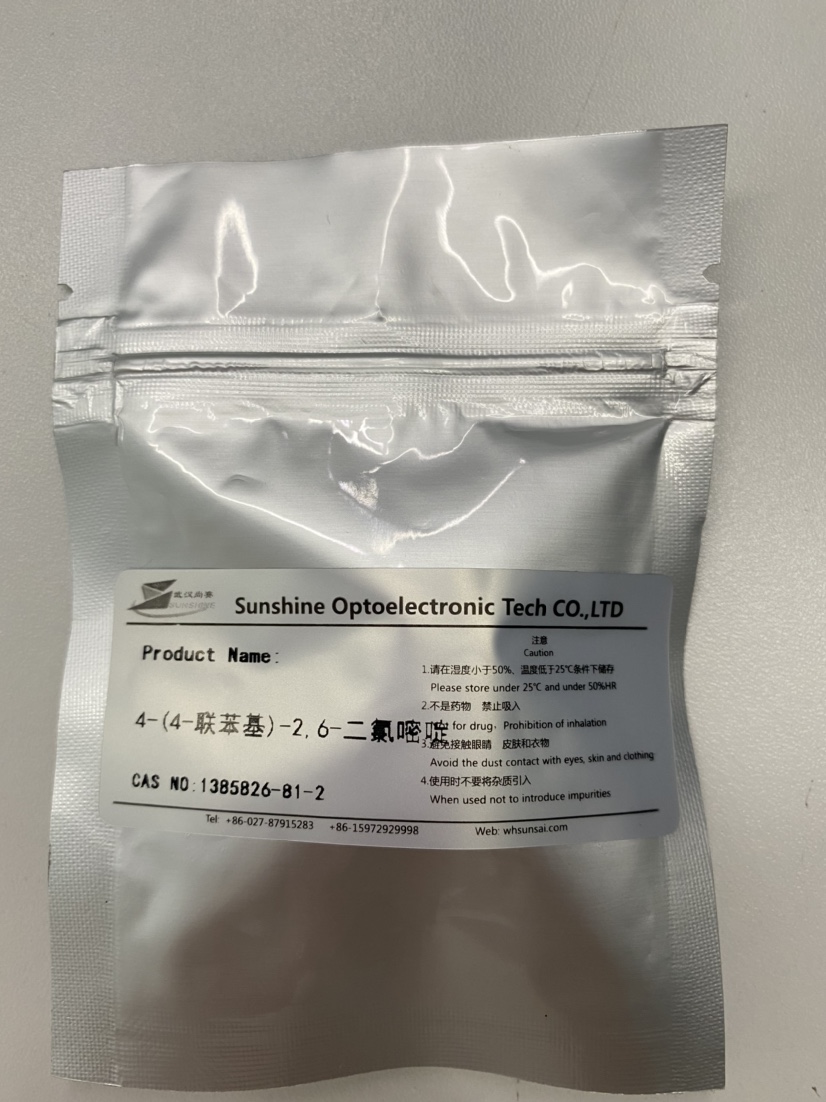 武汉尚赛
SUNSHINE
Sunshine Optoelectronic Tech CO.,LTD
Product Name:
4-(4-联苯基)-2,6-二氯嘧啶
CAS NO:1385826-81-2
注意
Caution
1.请在湿度小于50%、温度低于25℃条件下储存
Please store under 25℃ and under 50%HR
2.不是药物 禁止吸入
for drug, Prohibition of inhalation
3.避免接触眼睛 皮肤和衣物
Avoid the dust contact with eyes, skin and clothing
4.使用时不要将杂质引入
When used not to introduce impurities
Tel: +86-027-87915283 +86-15972929998 Web: whsunsai.com